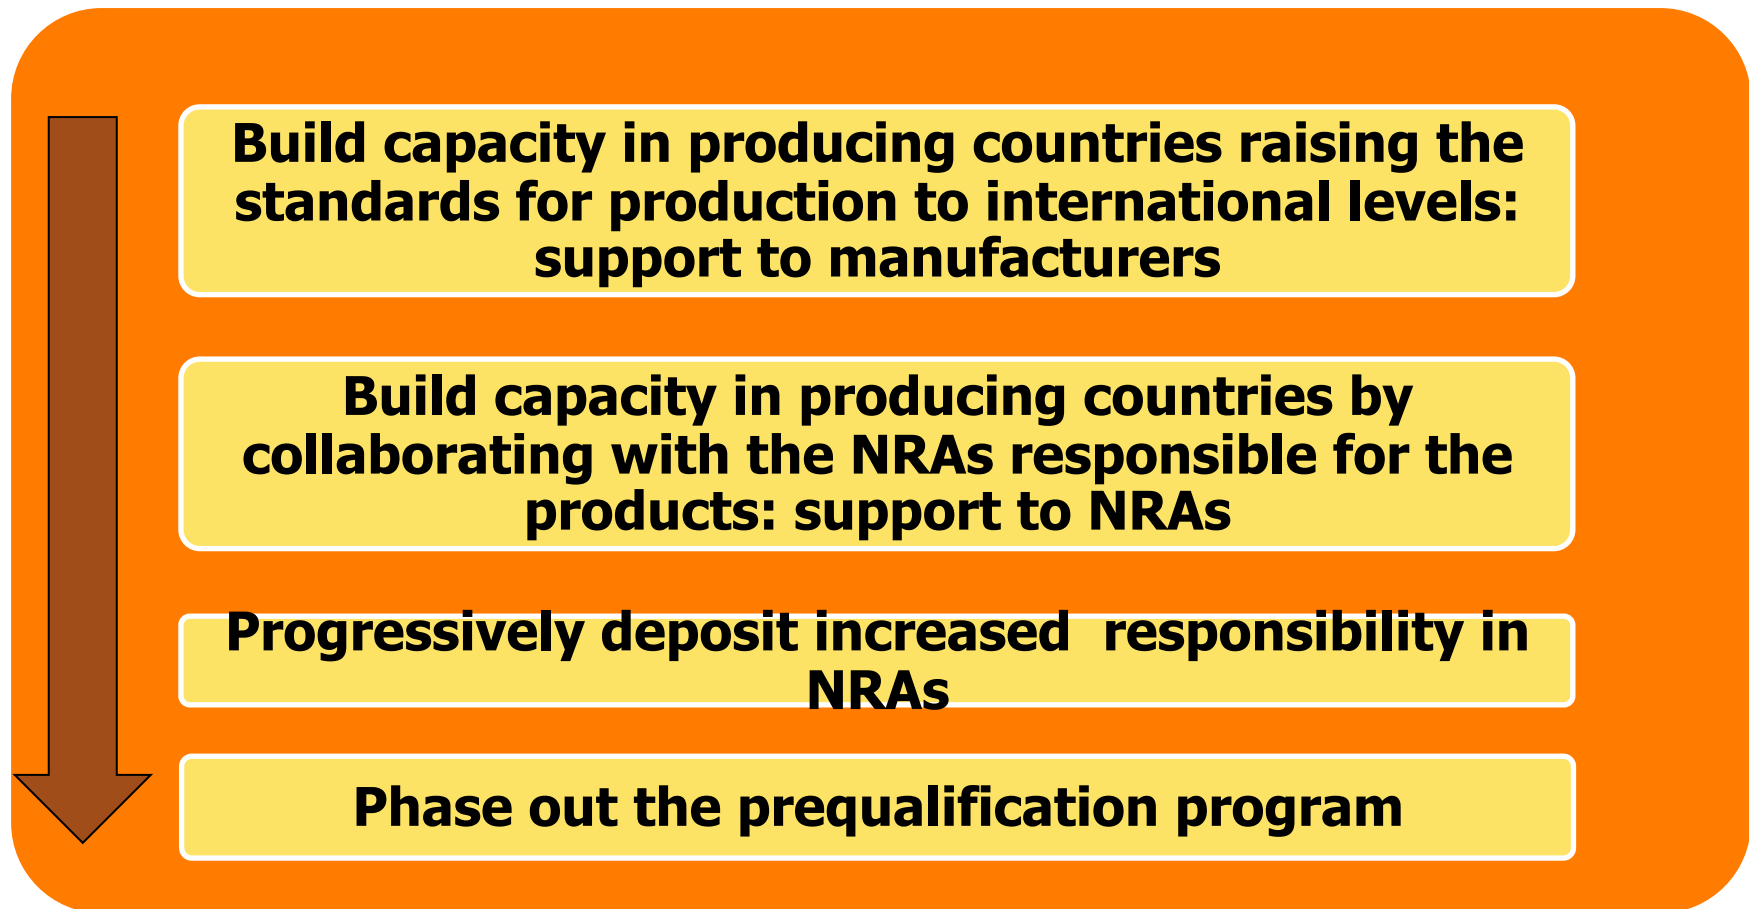 Build capacity in producing countries raising the
standards for production to international levels:
support to manufacturers
Build capacity in producing countries by
collaborating with the NRAs responsible for the
products: support to NRAs
Progressively deposit increased  responsibility in
NRAs
Phase out the prequalification program